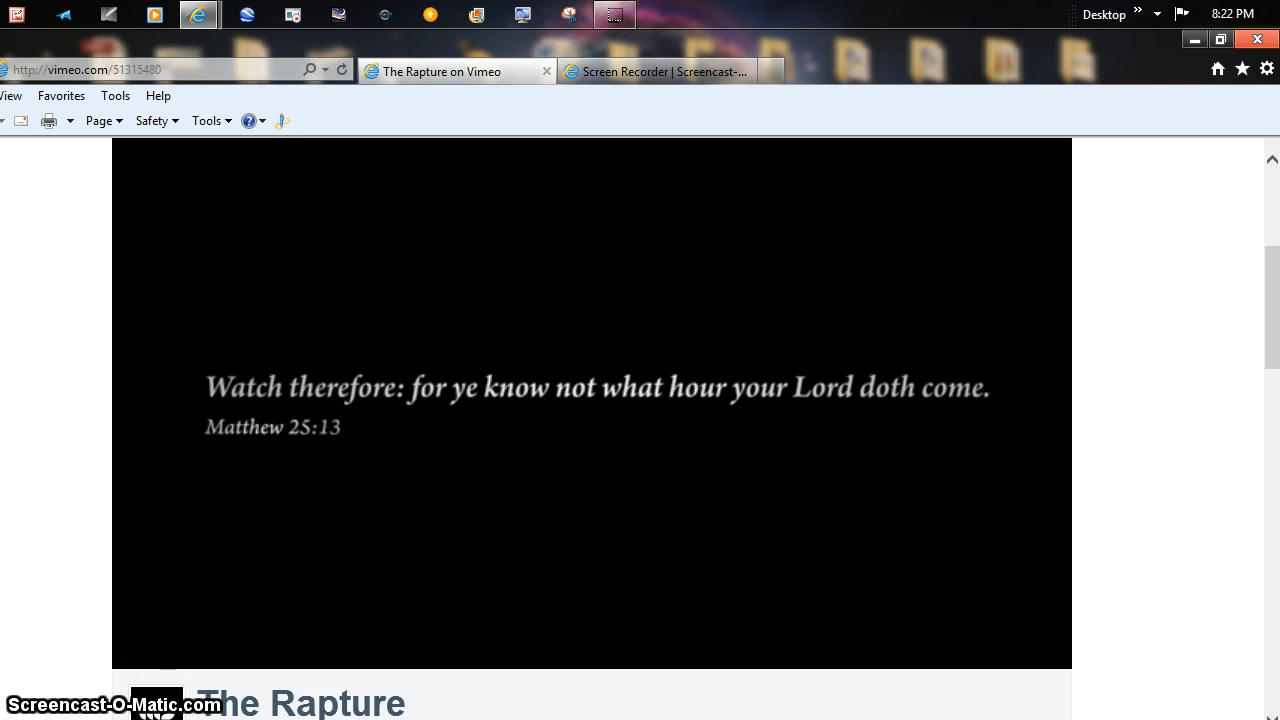 Desktop » 8:22 PM
http://vimeo.com/51315480 The Rapture on Vimeo Screen Recorder | Screencast-...
View Favorites Tools Help
Page Safety Tools
Watch therefore: for ye know not what hour your Lord doth come.
Matthew 25:13
The Rapture
Screencast-O-Matic.com